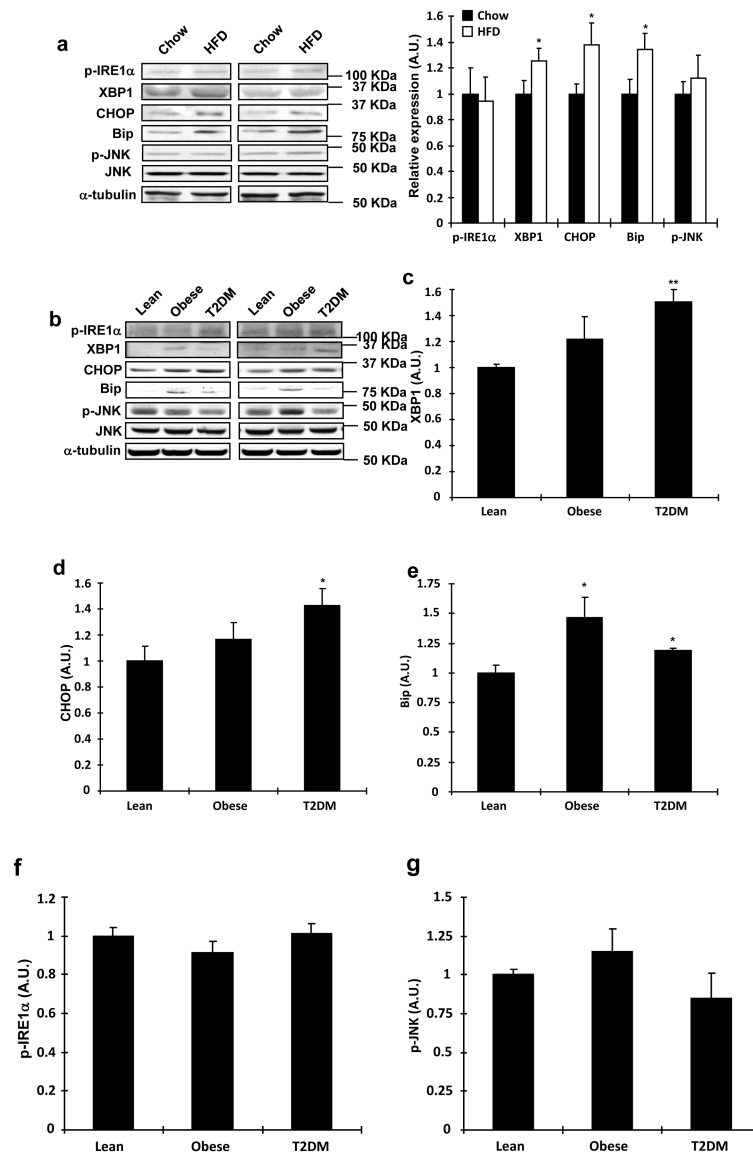 a
Chow HFD Chow HFD
p-IRE1α
XBP1
CHOP
Bip
p-JNK
JNK
α-tubulin
100 KDa
37 KDa
37 KDa
75 KDa
50 KDa
50 KDa
50 KDa
Chow
HFD
Relative expression (A.U.)
1.6
1.4
1.2
1
0.8
0.6
0.4
0.2
0
* * *
p-IRE1α XBP1 CHOP Bip p-JNK
b
Lean Obese T2DM Lean Obese T2DM
p-IRE1α
XBP1
CHOP
Bip
p-JNK
JNK
α-tubulin
100 KDa
37 KDa
37 KDa
75 KDa
50 KDa
50 KDa
50 KDa
c
XBP1 (A.U.)
1.6
1.4
1.2
1
0.8
0.6
0.4
0.2
0
**
Lean Obese T2DM
d
CHOP (A.U.)
1.6
1.4
1.2
1
0.8
0.6
0.4
0.2
0
*
Lean Obese T2DM
e
Bip (A.U.)
1.75
1.5
1.25
1
0.75
0.5
0.25
0
* *
Lean Obese T2DM
f
p-IRE1α (A.U.)
1.2
1
0.8
0.6
0.4
0.2
0
Lean Obese T2DM
g
p-JNK (A.U.)
1.5
1.25
1
0.75
0.5
0.25
0
Lean Obese T2DM